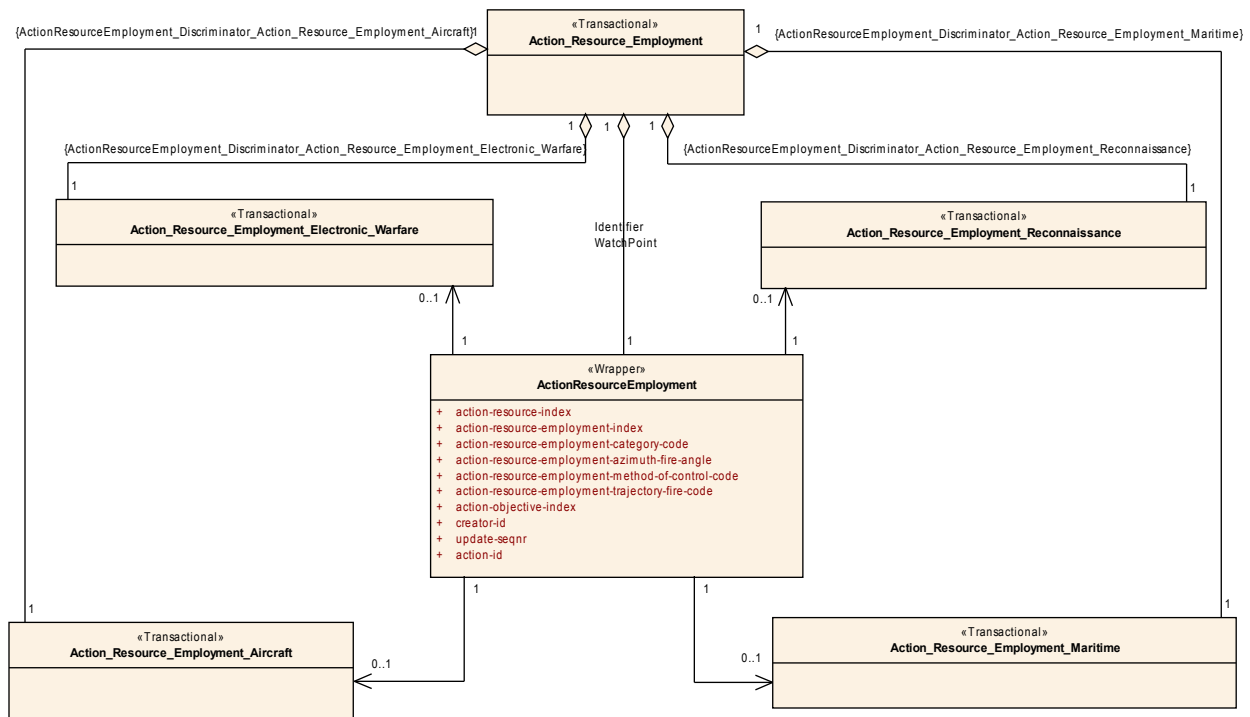 «Transactional»
Action_Resource_Employment
{ActionResourceEmployment_Discriminator_Action_Resource_Employment_Aircraft}
1
1
{ActionResourceEmployment_Discriminator_Action_Resource_Employment_Maritime}
1
1
1
{ActionResourceEmployment_Discriminator_Action_Resource_Employment_Electronic_Warfare}
{ActionResourceEmployment_Discriminator_Action_Resource_Employment_Reconnaissance}
1
1
«Transactional»
Action_Resource_Employment_Electronic_Warfare
Identifier
WatchPoint
«Transactional»
Action_Resource_Employment_Reconnaissance
0..1
0..1
1
1
1
«Wrapper»
ActionResourceEmployment
+ action-resource-index
+ action-resource-employment-index
+ action-resource-employment-category-code
+ action-resource-employment-azimuth-fire-angle
+ action-resource-employment-method-of-control-code
+ action-resource-employment-trajectory-fire-code
+ action-objective-index
+ creator-id
+ update-seqnr
+ action-id
1
1
1
1
«Transactional»
Action_Resource_Employment_Aircraft
0..1
0..1
«Transactional»
Action_Resource_Employment_Maritime